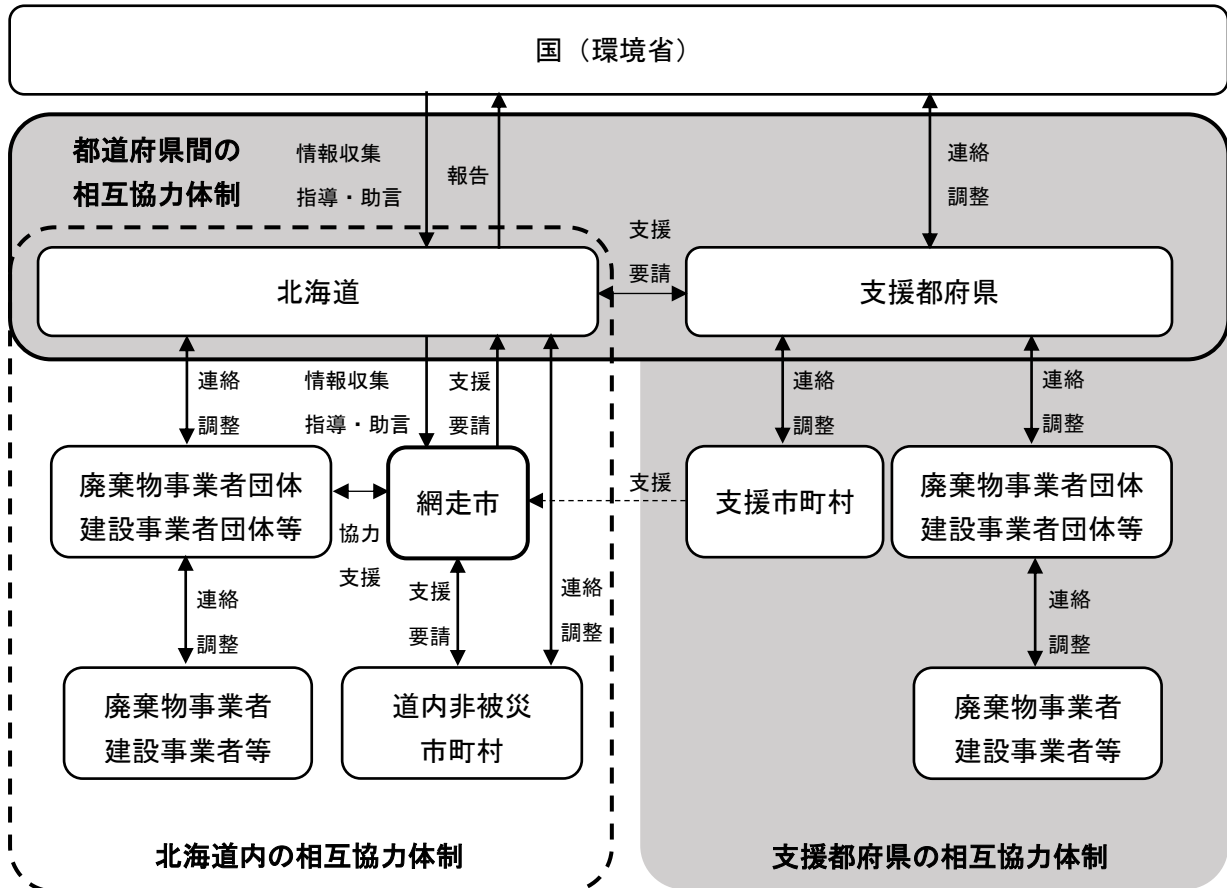 国（環境省）
都道府県間の
相互協力体制
情報収集
指導・助言
報告
連絡
調整
北海道
支援
要請
支援都府県
連絡
調整
情報収集
指導・助言
支援
要請
連絡
調整
連絡
調整
廃棄物事業者団体
建設事業者団体等
協力
支援
網走市
支援
支援市町村
廃棄物事業者団体
建設事業者団体等
連絡
調整
支援
要請
連絡
調整
連絡
調整
廃棄物事業者
建設事業者等
道内非被災
市町村
廃棄物事業者
建設事業者等
北海道内の相互協力体制
支援都府県の相互協力体制